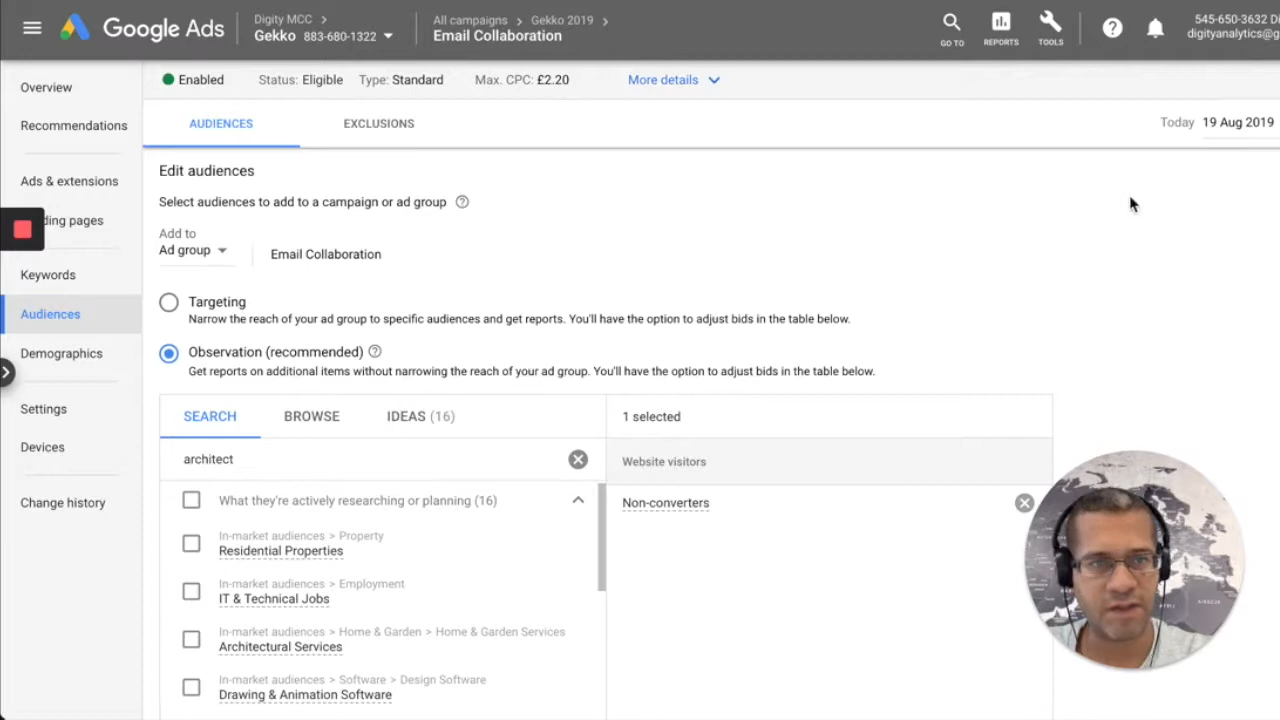 Google Ads
Digity MCC >
Gekko 883-680-1322
All campaigns > Gekko 2019 >
Email Collaboration
GO TO
REPORTS
TOOLS
?
545-650-3632 Di
digityanalytics@g
Overview
Recommendations
Ads & extensions
ding pages
Keywords
Audiences
Demographics
Settings
Devices
Change history
Enabled Status: Eligible Type: Standard Max. CPC: £2.20 More details
AUDIENCES EXCLUSIONS
Today 19 Aug 2019
Edit audiences
Select audiences to add to a campaign or ad group ?
Add to
Ad group
Email Collaboration
Targeting
Narrow the reach of your ad group to specific audiences and get reports. You'll have the option to adjust bids in the table below.
Observation (recommended) ?
Get reports on additional items without narrowing the reach of your ad group. You'll have the option to adjust bids in the table below.
SEARCH BROWSE IDEAS (16)
architect
What they're actively researching or planning (16)
In-market audiences > Property
Residential Properties
In-market audiences > Employment
IT & Technical Jobs
In-market audiences > Home & Garden > Home & Garden Services
Architectural Services
In-market audiences > Software > Design Software
Drawing & Animation Software
1 selected
Website visitors
Non-converters